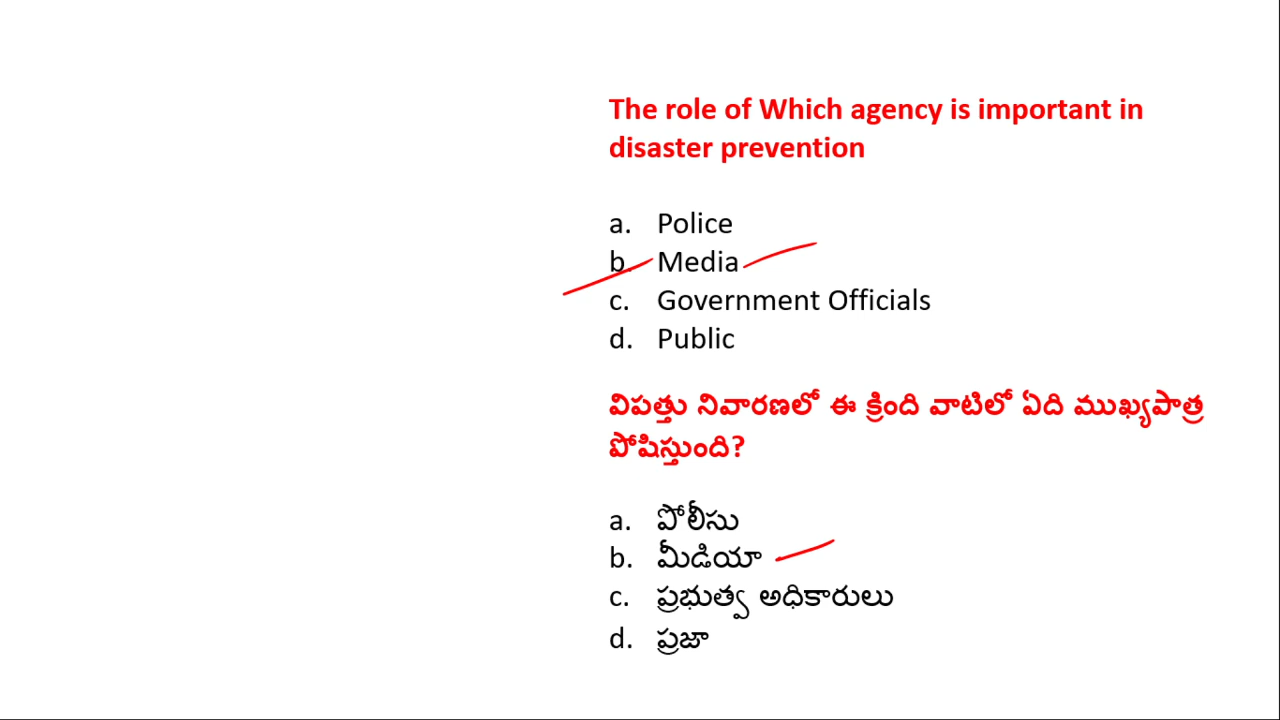 The role of Which agency is important in
disaster prevention
a. Police
b. Media
c. Government Officials
d. Public
విపత్తు నివారణలో ఈ క్రింది వాటిలో ఏది ముఖ్యపాత్ర
పోషిస్తుంది?
a. పోలీసు
b. మీడియా
c. ప్రభుత్వ అధికారులు
d. ప్రజా